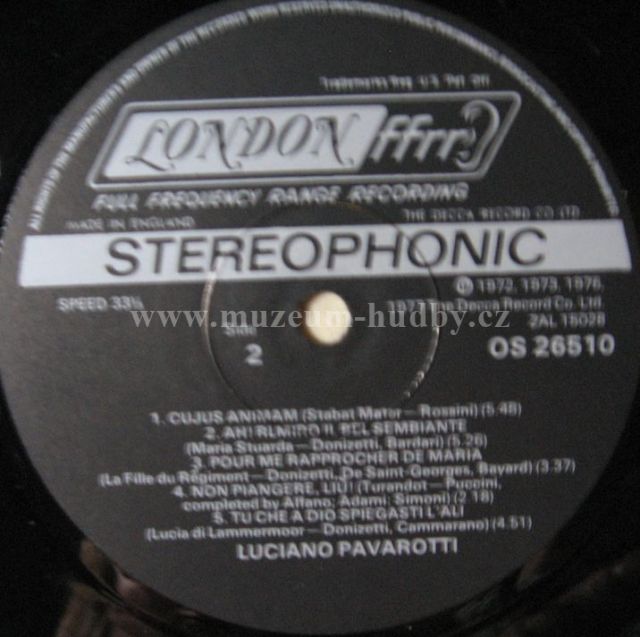 Trademarks Reg. U.S. Pat. Off.
LONDON ffrr
FULL FREQUENCY RANGE RECORDING
MADE IN ENGLAND
THE DECCA RECORD CO LTD
STEREOPHONIC
SPEED 33⅓
℗ 1972, 1973, 1976,
1977 The Decca Record Co. Ltd.
ZAL 15028
www.muzeum-hudby.cz
Side
2
OS 26510
1. CUJUS ANIMAM (Stabat Mater — Rossini) (5.48)
2. AH! RIMIRO IL BEL SEMBIANTE
(Maria Stuarda — Donizetti, Bardari) (5.26)
3. POUR ME RAPPROCHER DE MARIA
(La Fille du Régiment — Donizetti, De Saint-Georges, Bayard) (3.37)
4. NON PIANGERE, LIU! (Turandot — Puccini,
completed by Alfano; Adami, Simoni) (2.18)
5. TU CHE A DIO SPIEGASTI L'ALI
(Lucia di Lammermoor — Donizetti, Cammarano) (4.51)
LUCIANO PAVAROTTI